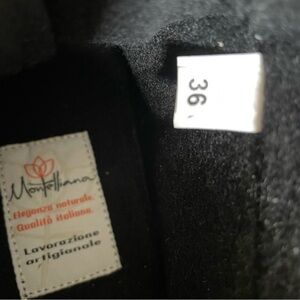 36
Montelliana
Eleganza naturale.
Qualità italiana.
Lavorazione
artigianale